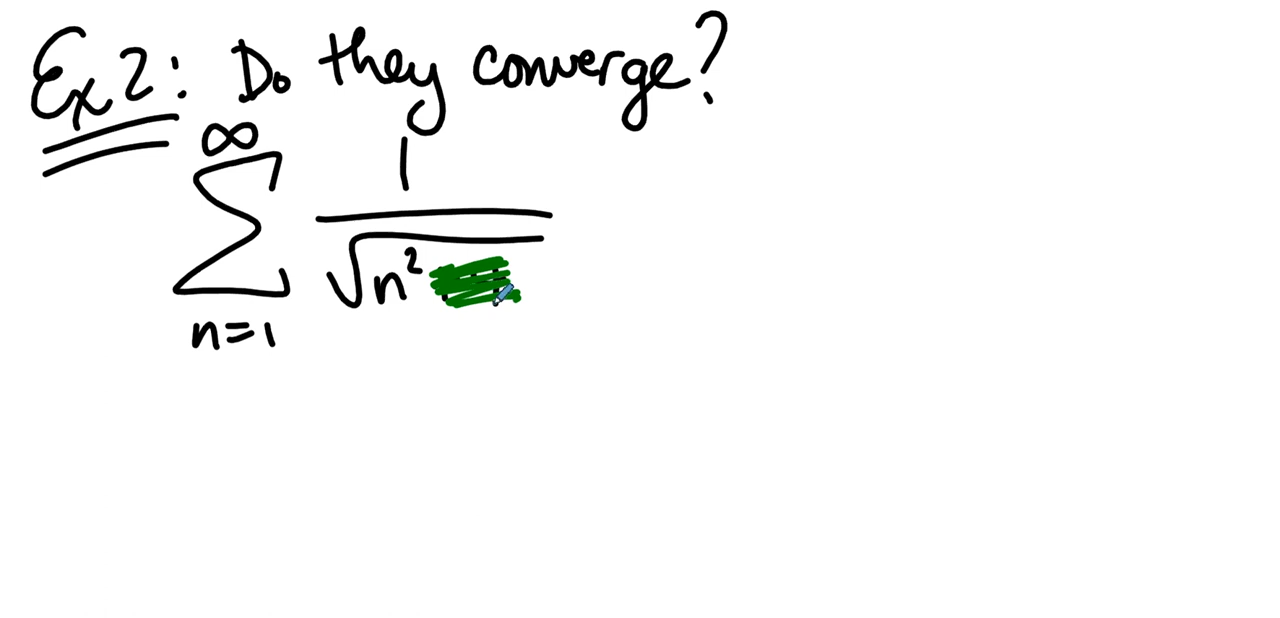 Ex 2: Do they converge?
∞
1
Σ
√n²
n=1